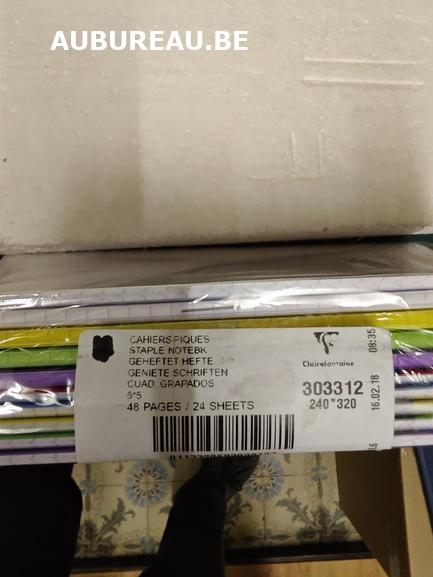 AUBUREAU.BE
CAHIERS PIQUES
STAPLE NOTEBK
GEHEFTET HEFTE
GENIETE SCHRIFTEN
CUAD GRAPADOS
5*5
48 PAGES / 24 SHEETS
Clairefontaine
303312
240*320
16.02.18 08:35